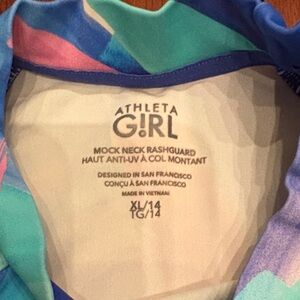 ATHLETA
G!RL
MOCK NECK RASHGUARD
HAUT ANTI-UV À COL MONTANT
DESIGNED IN SAN FRANCISCO
CONÇU À SAN FRANCISCO
MADE IN VIETNAM
XL/14
TG/14